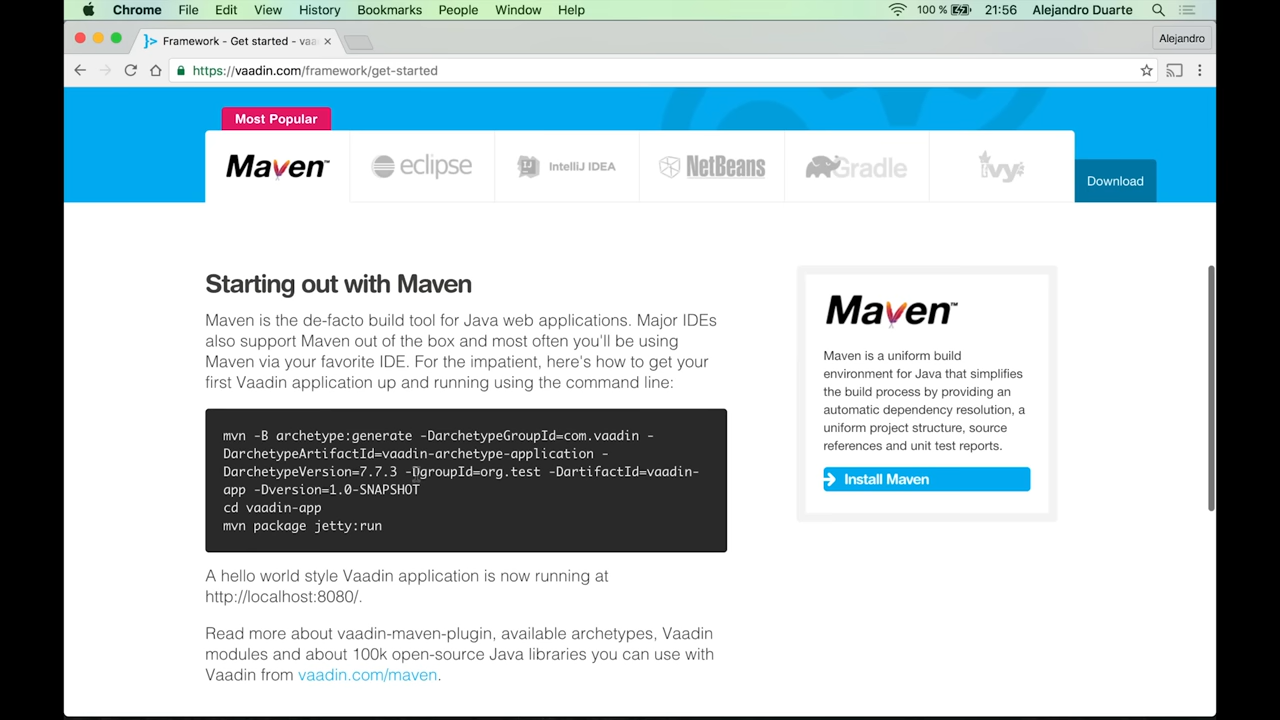 Chrome File Edit View History Bookmarks People Window Help 100 % 21:56 Alejandro Duarte
Framework - Get started - vaa
Alejandro
https://vaadin.com/framework/get-started
Most Popular
Maven™
eclipse
IntelliJ IDEA
NetBeans
Gradle
ivy
Download
Starting out with Maven
Maven is the de-facto build tool for Java web applications. Major IDEs
also support Maven out of the box and most often you'll be using
Maven via your favorite IDE. For the impatient, here's how to get your
first Vaadin application up and running using the command line:
mvn -B archetype:generate -DarchetypeGroupId=com.vaadin -
DarchetypeArtifactId=vaadin-archetype-application -
DarchetypeVersion=7.7.3 -DgroupId=org.test -DartifactId=vaadin-
app -Dversion=1.0-SNAPSHOT
cd vaadin-app
mvn package jetty:run
A hello world style Vaadin application is now running at
http://localhost:8080/.
Read more about vaadin-maven-plugin, available archetypes, Vaadin
modules and about 100k open-source Java libraries you can use with
Vaadin from vaadin.com/maven.
Maven™
Maven is a uniform build
environment for Java that simplifies
the build process by providing an
automatic dependency resolution, a
uniform project structure, source
references and unit test reports.
Install Maven